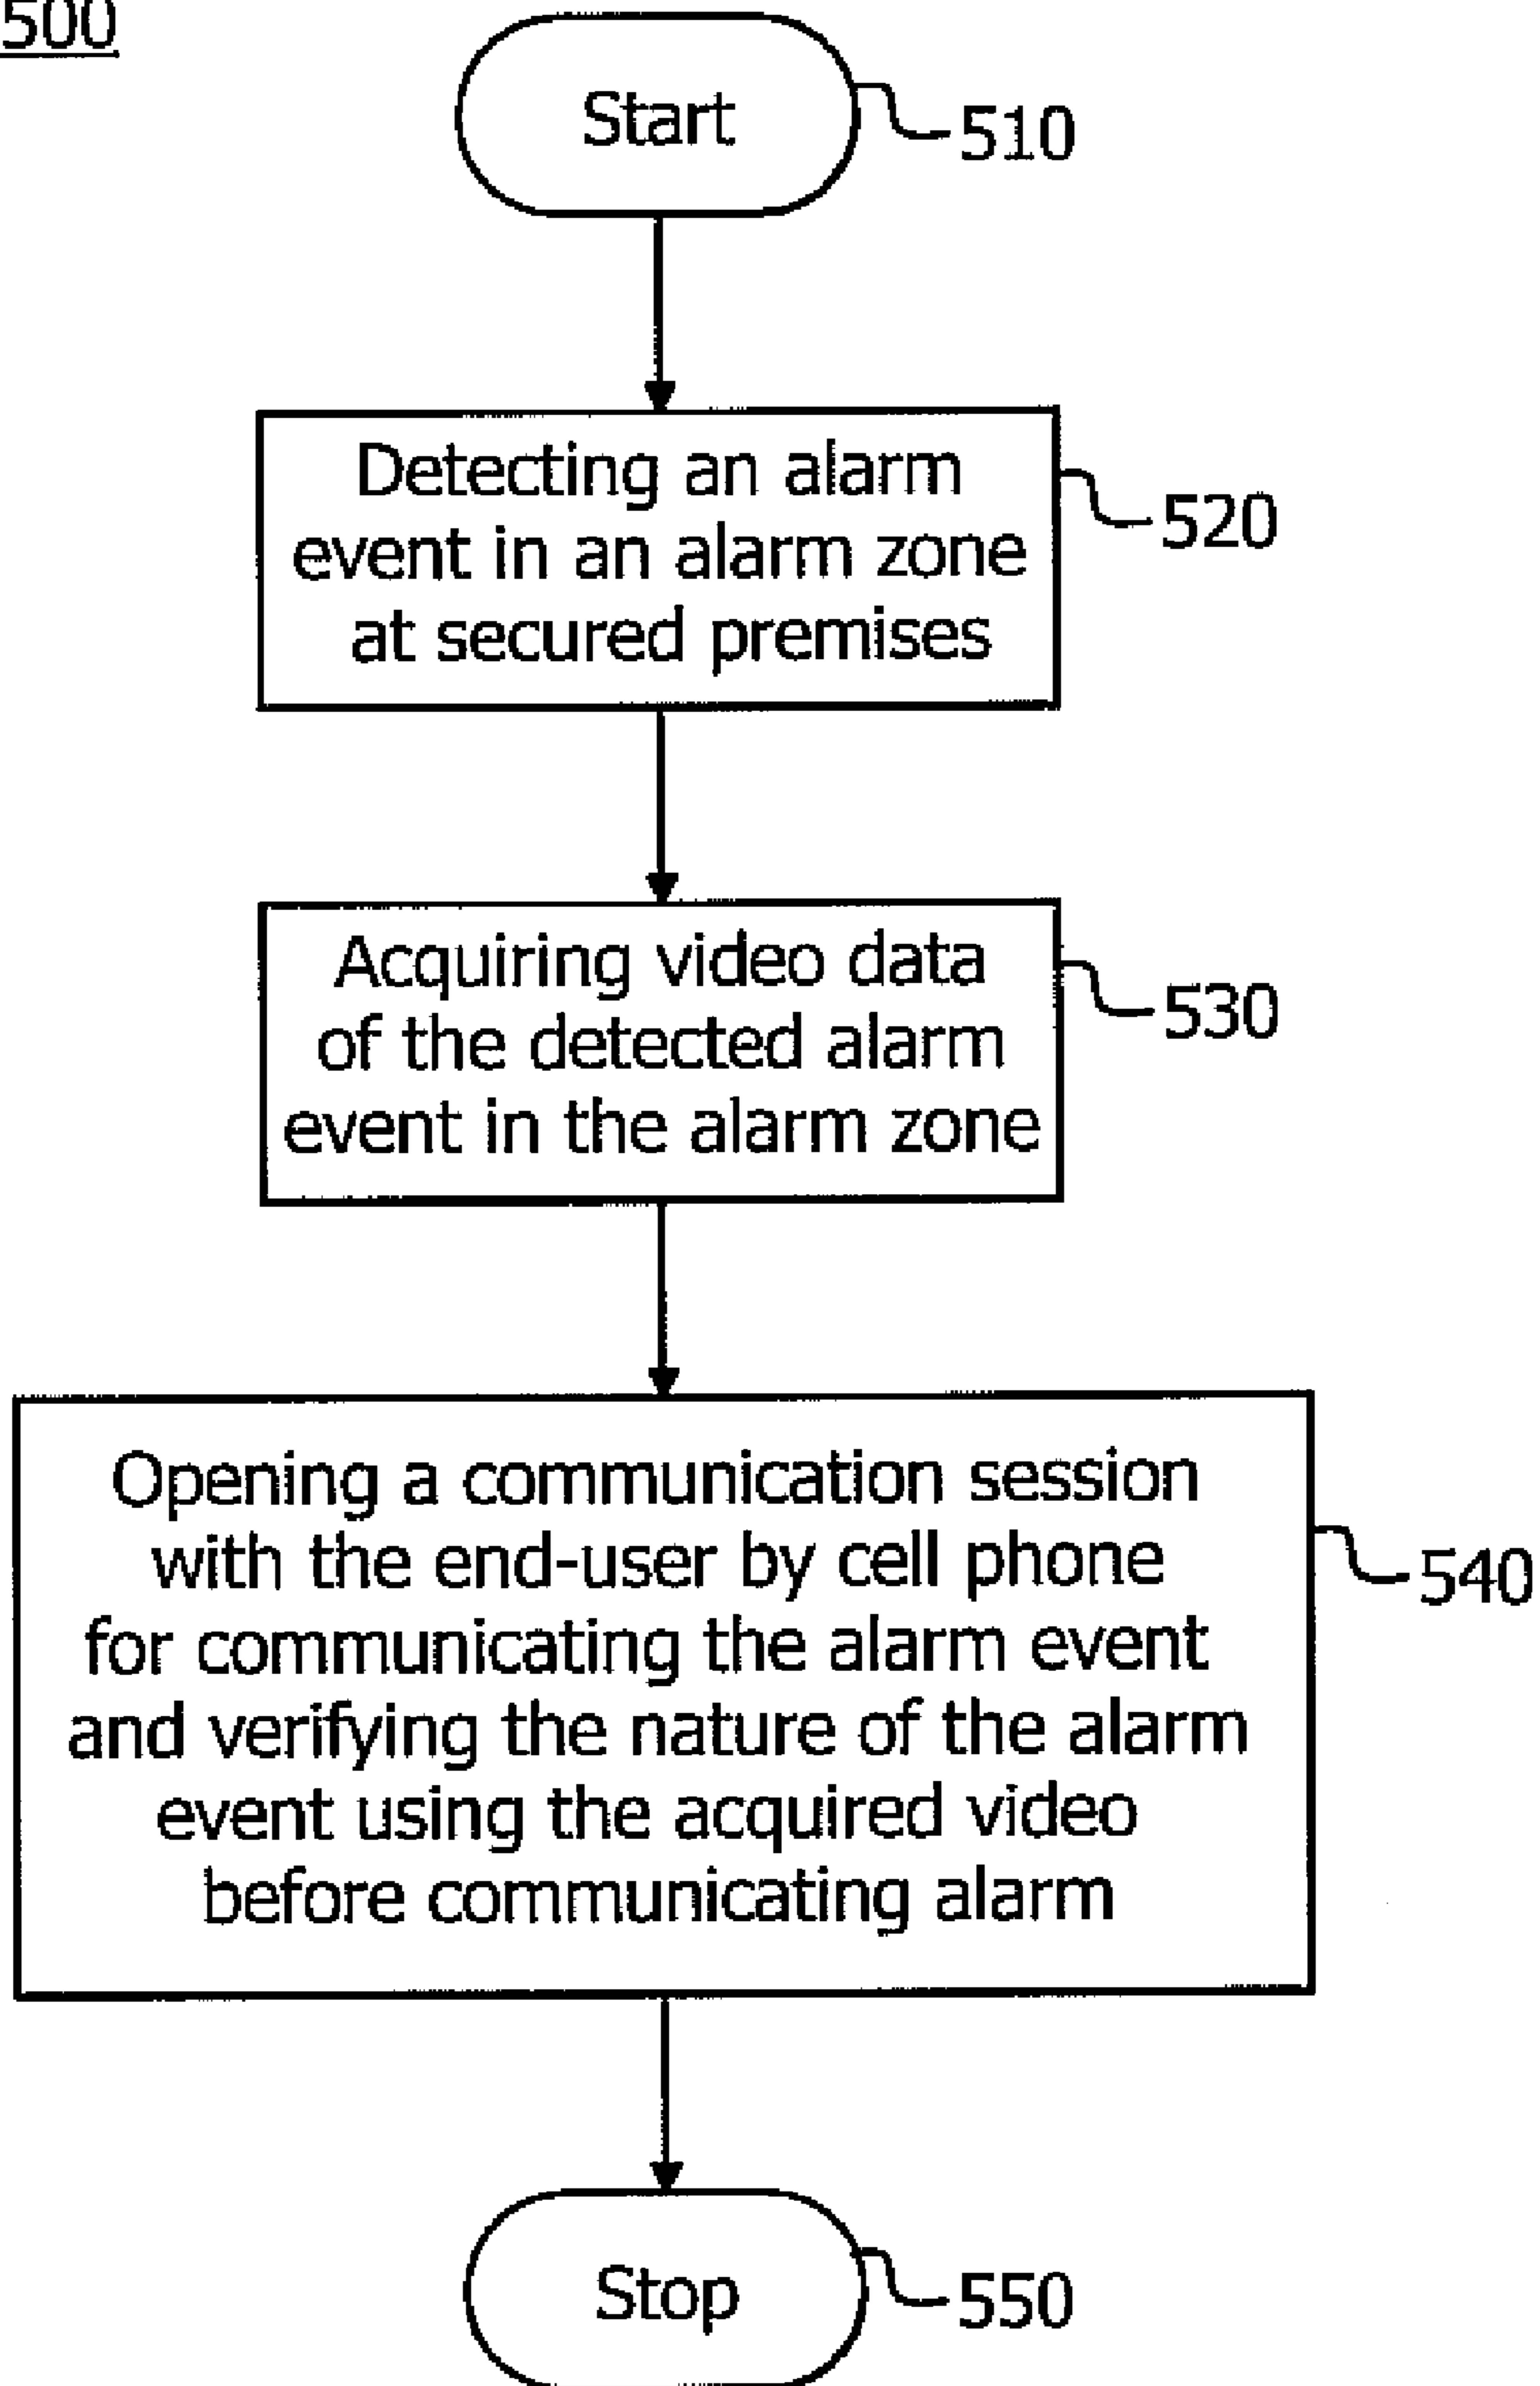 500
Start
510
Detecting an alarm
event in an alarm zone
at secured premises
520
Acquiring video data
of the detected alarm
event in the alarm zone
530
Opening a communication session
with the end-user by cell phone
for communicating the alarm event
and verifying the nature of the alarm
event using the acquired video
before communicating alarm
540
Stop
550